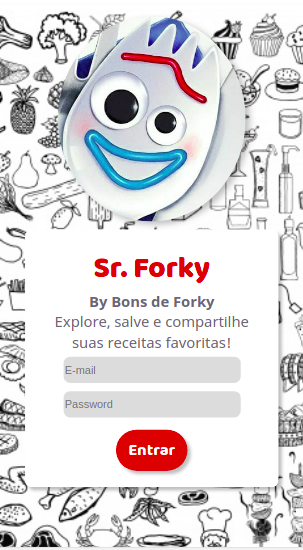 Sr. Forky
By Bons de Forky
Explore, salve e compartilhe
suas receitas favoritas!
E-mail
Password
Entrar